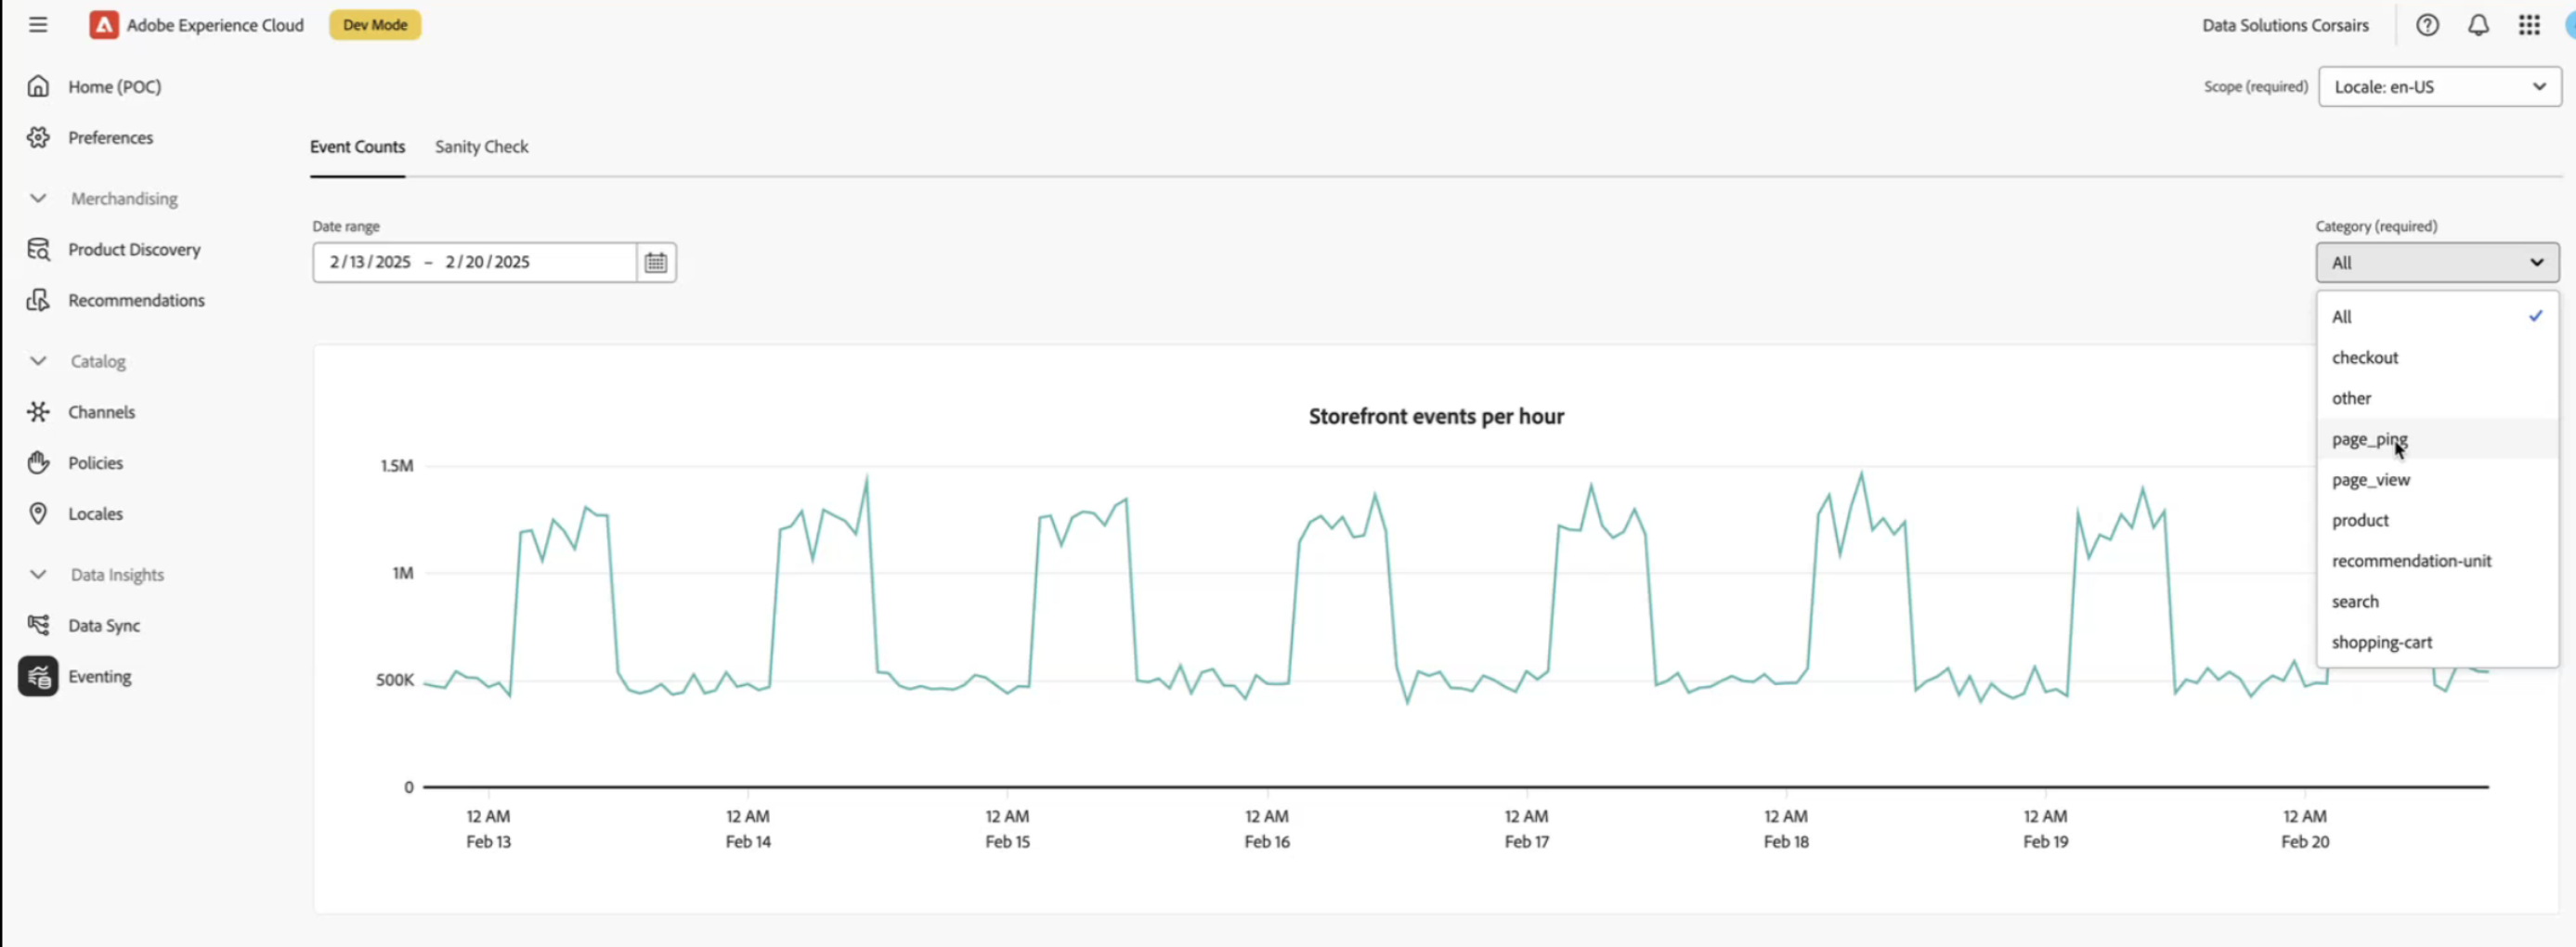 Adobe Experience Cloud
Dev Mode
Data Solutions Corsairs
Home (POC)
Preferences
Merchandising
Product Discovery
Recommendations
Catalog
Channels
Policies
Locales
Data Insights
Data Sync
Eventing
Scope (required)
Locale: en-US
Event Counts
Sanity Check
Date range
2/13/2025 – 2/20/2025
Category (required)
All
All
checkout
other
page_ping
page_view
product
recommendation-unit
search
shopping-cart
Storefront events per hour
1.5M
1M
500K
0
12 AM
Feb 13
12 AM
Feb 14
12 AM
Feb 15
12 AM
Feb 16
12 AM
Feb 17
12 AM
Feb 18
12 AM
Feb 19
12 AM
Feb 20